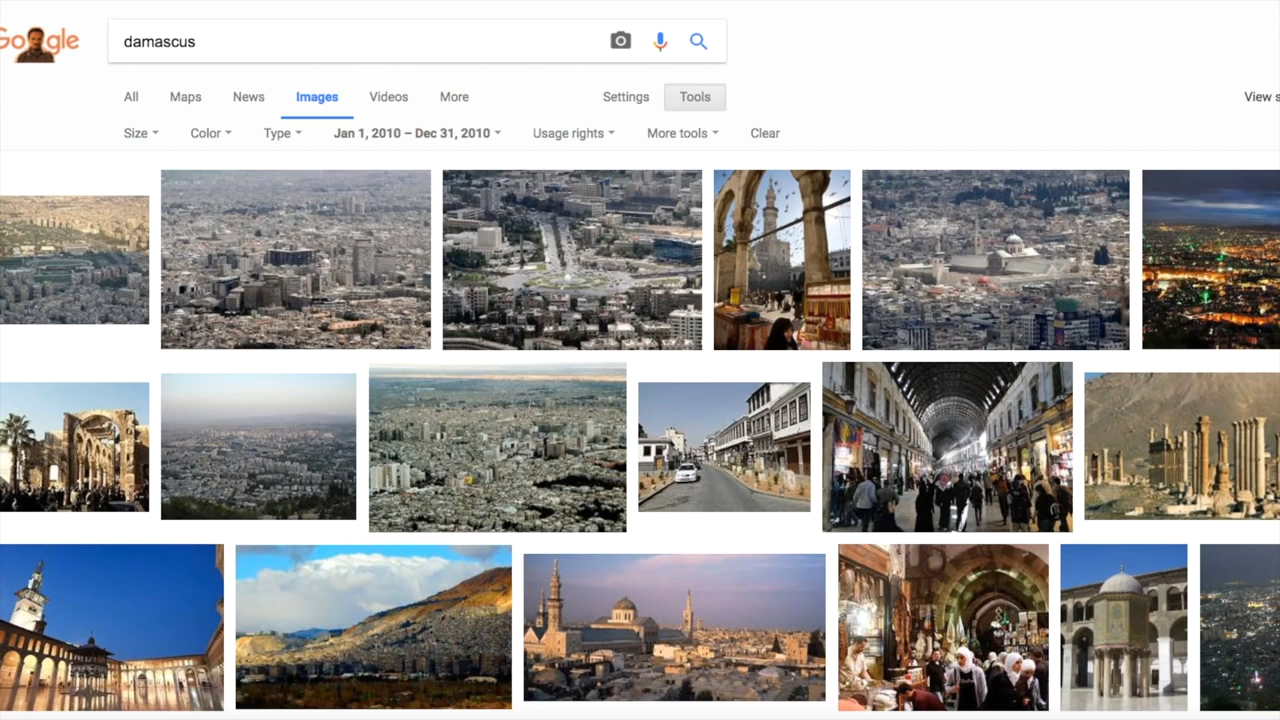 Google
damascus
All Maps News Images Videos More Settings Tools View s
Size Color Type Jan 1, 2010 – Dec 31, 2010 Usage rights More tools Clear